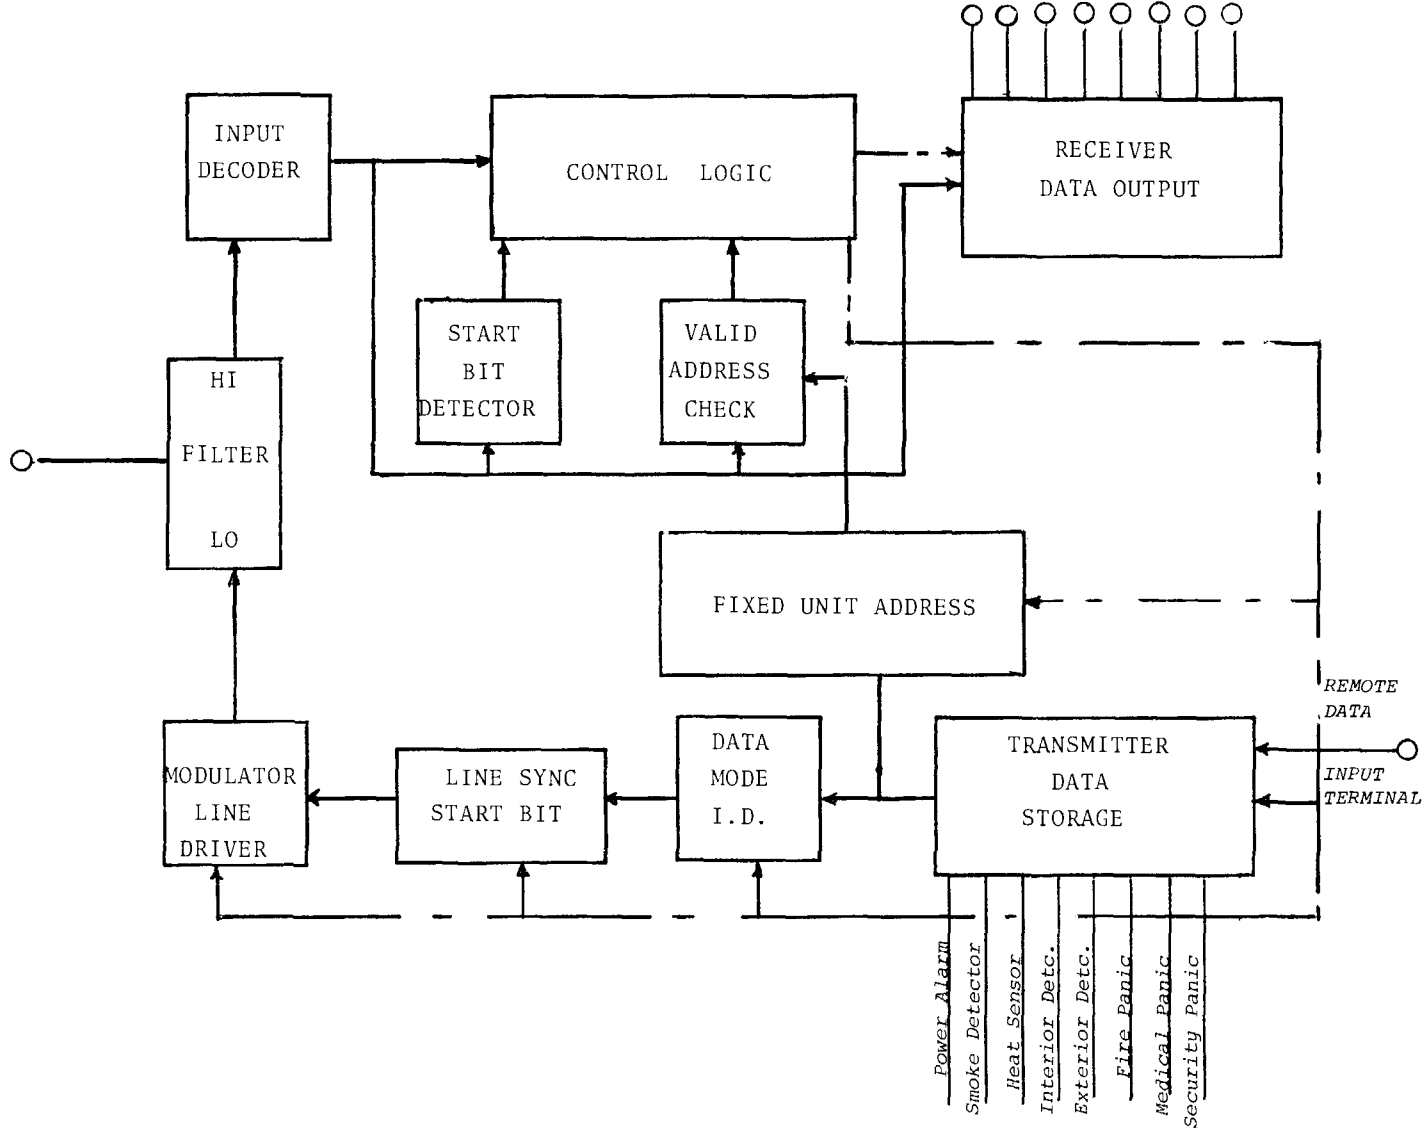 INPUT
DECODER
CONTROL LOGIC
RECEIVER
DATA OUTPUT
START
BIT
DETECTOR
VALID
ADDRESS
CHECK
HI
FILTER
LO
FIXED UNIT ADDRESS
REMOTE
DATA
INPUT
TERMINAL
MODULATOR
LINE
DRIVER
LINE SYNC
START BIT
DATA
MODE
I.D.
TRANSMITTER
DATA
STORAGE
Power Alarm
Smoke Detector
Heat Sensor
Interior Detc.
Exterior Detc.
Fire Panic
Medical Panic
Security Panic